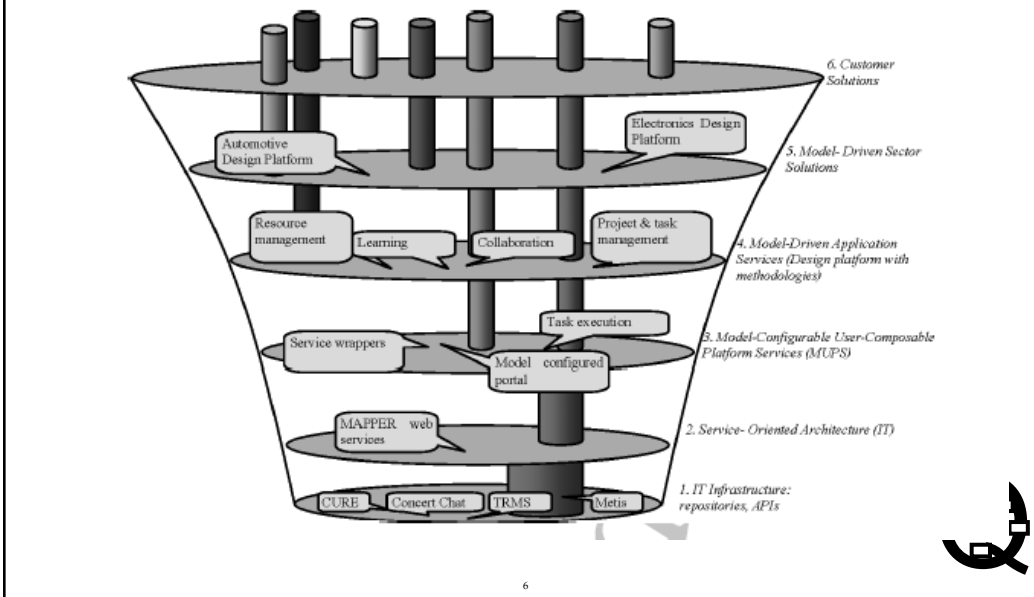 6. Customer
Solutions
Electronics Design
Platform
Automotive
Design Platform
5. Model- Driven Sector
Solutions
Resource
management
Learning
Collaboration
Project & task
management
4. Model-Driven Application
Services (Design platform with
methodologies)
Task execution
Service wrappers
3. Model-Configurable User-Composable
Platform Services (MUPS)
Model configured
portal
MAPPER web
services
2. Service- Oriented Architecture (IT)
CURE
Concert Chat
TRMS
Metis
1. IT Infrastructure:
repositories, APIs
6